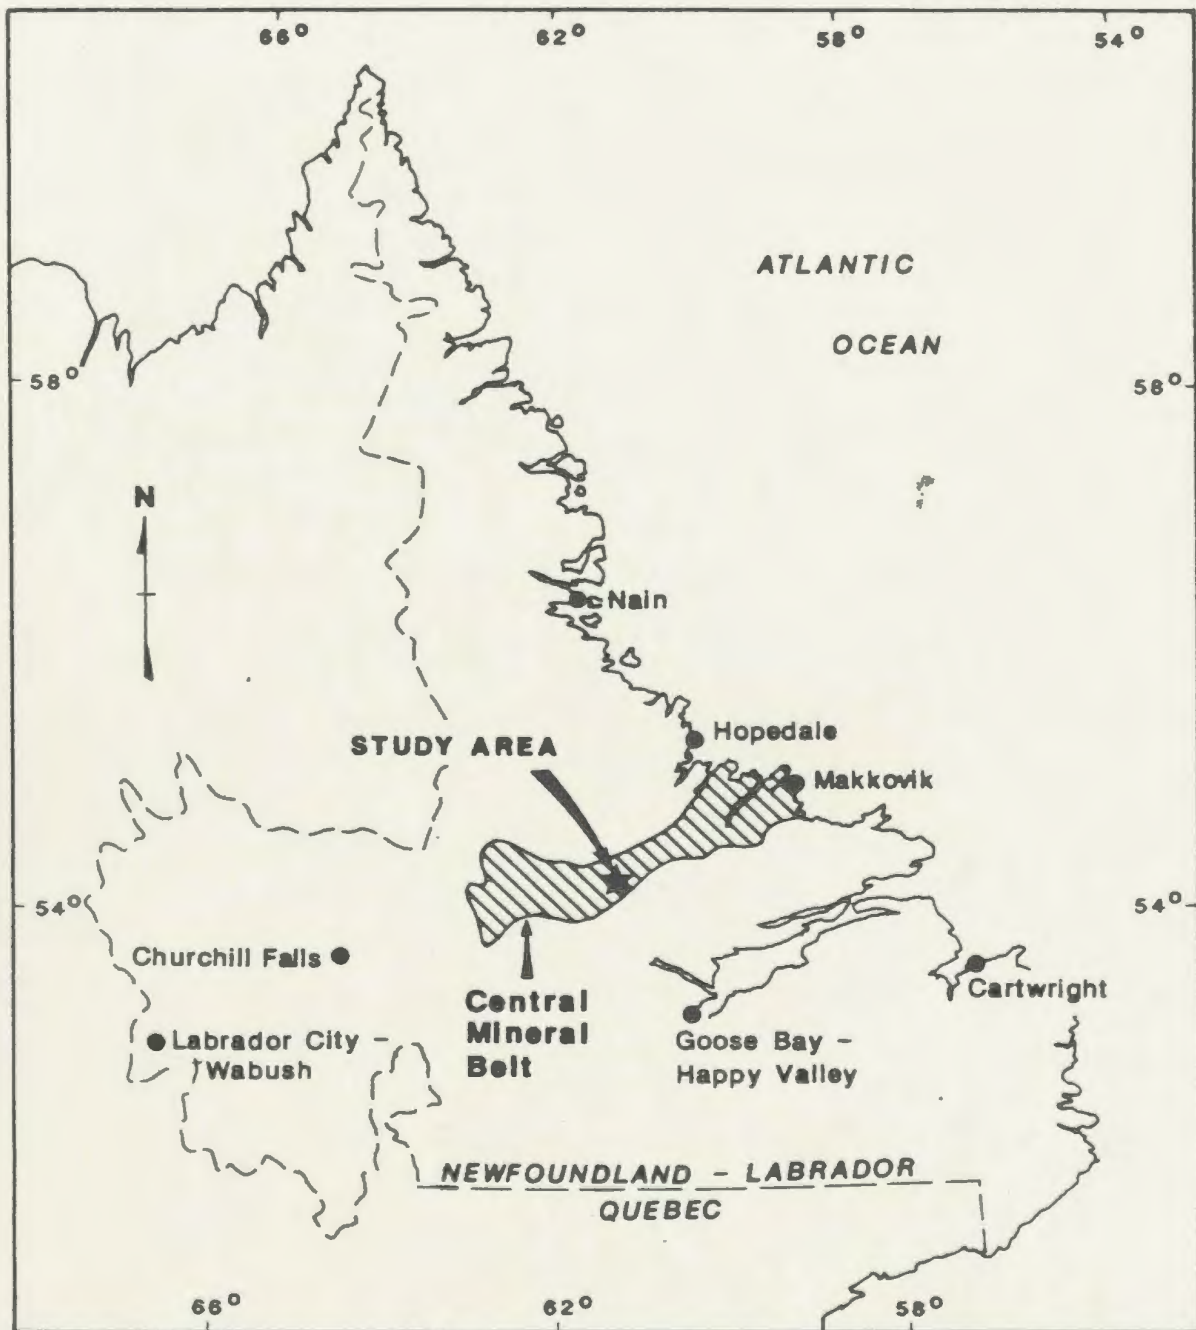 66° 62° 58° 54°
ATLANTIC
OCEAN
58° 58°
N
Nain
Hopedale
STUDY AREA
Makkovik
54° 54°
Churchill Falls
Cartwright
Central
Mineral
Belt
Labrador City -
Wabush
Goose Bay -
Happy Valley
NEWFOUNDLAND - LABRADOR
QUEBEC
66° 62° 58°